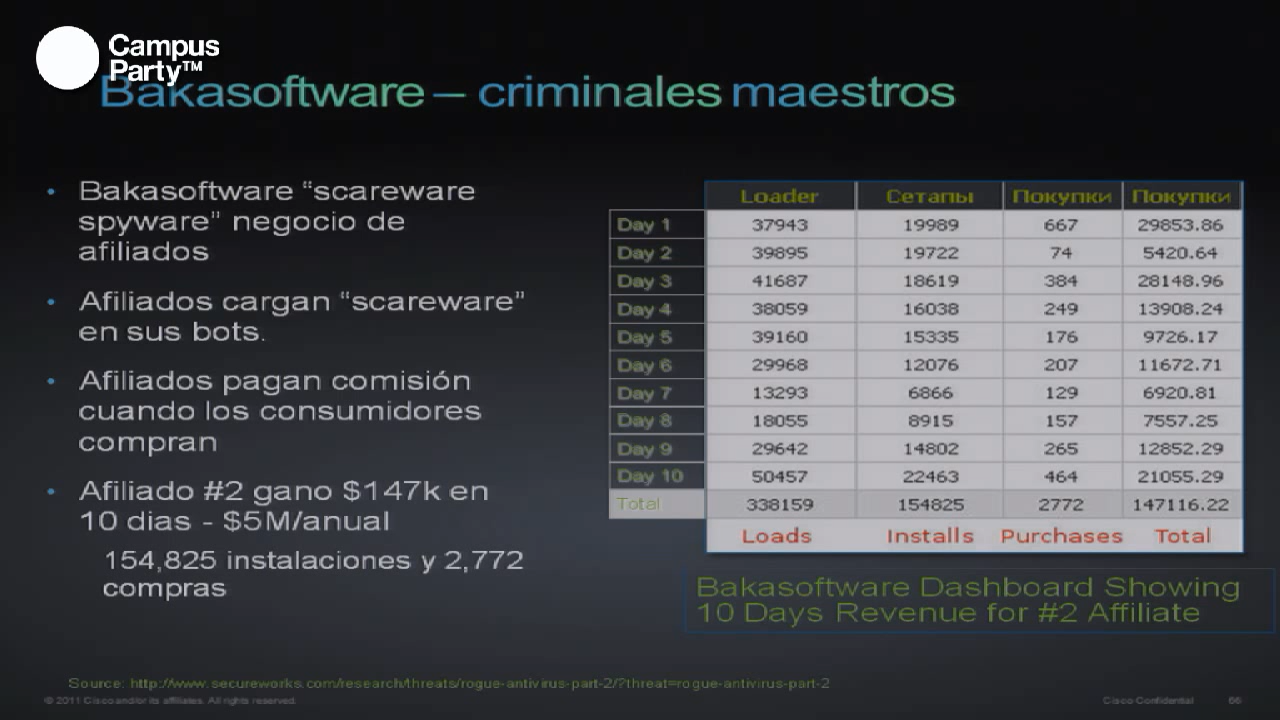 Campus
Party™
Bakasoftware – criminales maestros
• Bakasoftware “scareware
spyware” negocio de
afiliados
• Afiliados cargan “scareware”
en sus bots.
• Afiliados pagan comisión
cuando los consumidores
compran
• Afiliado #2 gano $147k en
10 dias - $5M/anual
154,825 instalaciones y 2,772
compras
Loader Сетапы Покупки Покупки
Day 1 37943 19989 667 29853.86
Day 2 39895 19722 74 5420.64
Day 3 41687 18619 384 28148.96
Day 4 38059 16038 249 13908.24
Day 5 39160 15335 176 9726.17
Day 6 29968 12076 207 11672.71
Day 7 13293 6866 129 6920.81
Day 8 18055 8915 157 7557.25
Day 9 29642 14802 265 12852.29
Day 10 50457 22463 464 21055.29
Total 338159 154825 2772 147116.22
Loads Installs Purchases Total
Bakasoftware Dashboard Showing
10 Days Revenue for #2 Affiliate
Source: http://www.secureworks.com/research/threats/rogue-antivirus-part-2/?threat=rogue-antivirus-part-2
© 2011 Cisco and/or its affiliates. All rights reserved.
Cisco Confidential 66